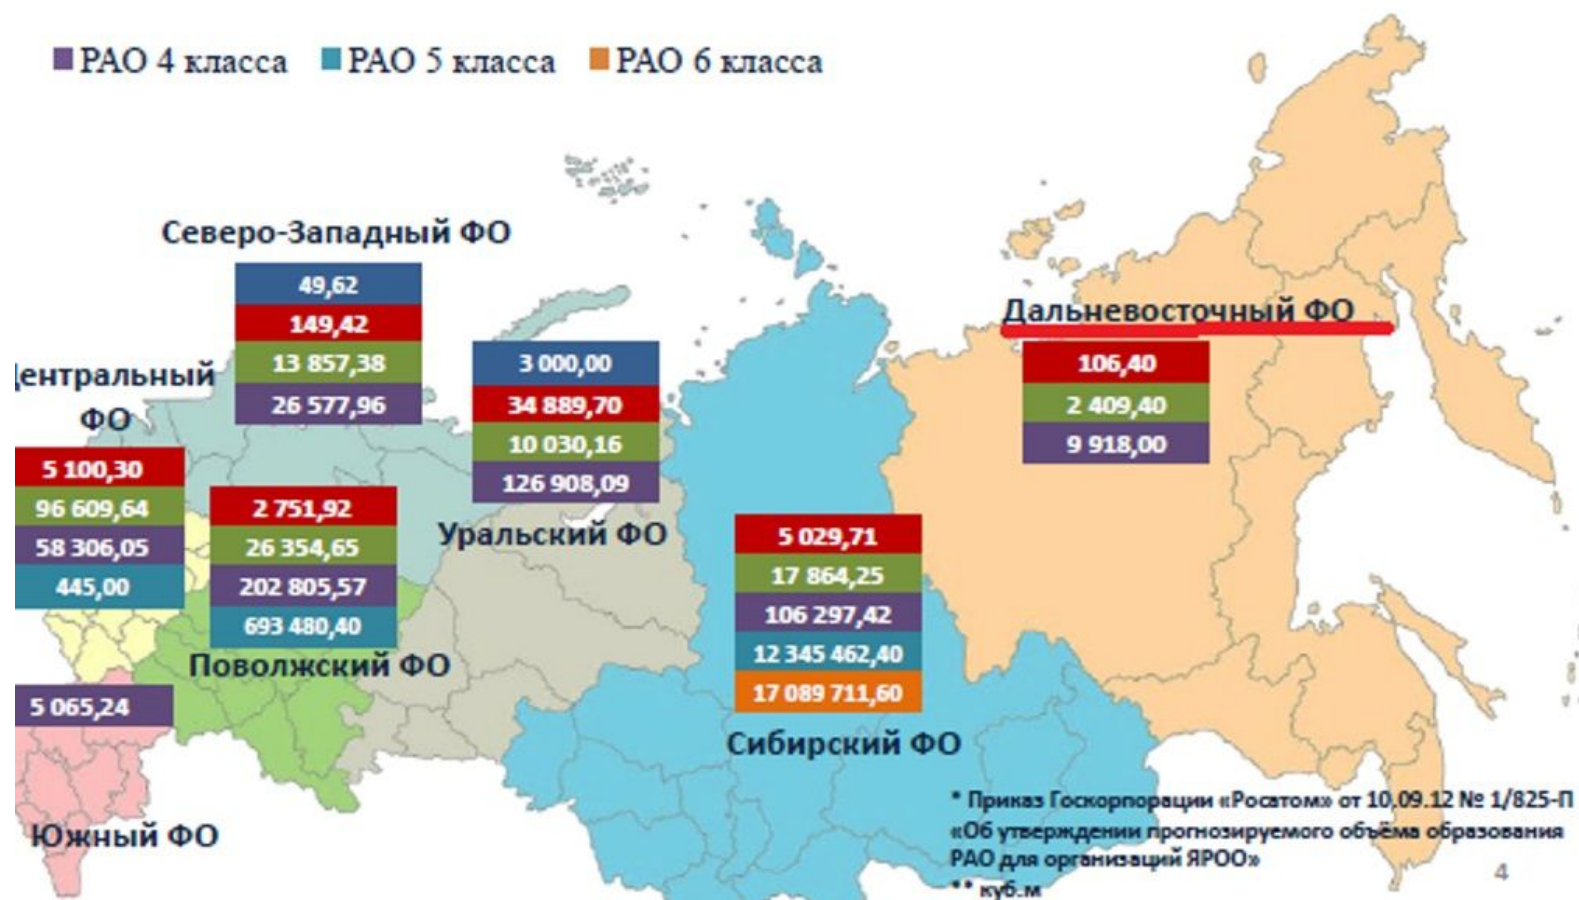 РАО 4 класса РАО 5 класса РАО 6 класса
Северо-Западный ФО
49,62
149,42
13 857,38
26 577,96
Центральный
ФО
5 100,30
96 609,64
58 306,05
445,00
2 751,92
26 354,65
202 805,57
693 480,40
Поволжский ФО
3 000,00
34 889,70
10 030,16
126 908,09
Уральский ФО
5 065,24
Южный ФО
5 029,71
17 864,25
106 297,42
12 345 462,40
17 089 711,60
Сибирский ФО
Дальневосточный ФО
106,40
2 409,40
9 918,00
* Приказ Госкорпорации «Росатом» от 10.09.12 № 1/825-П
«Об утверждении прогнозируемого объёма образования
РАО для организаций ЯРОО»
** куб.м
4